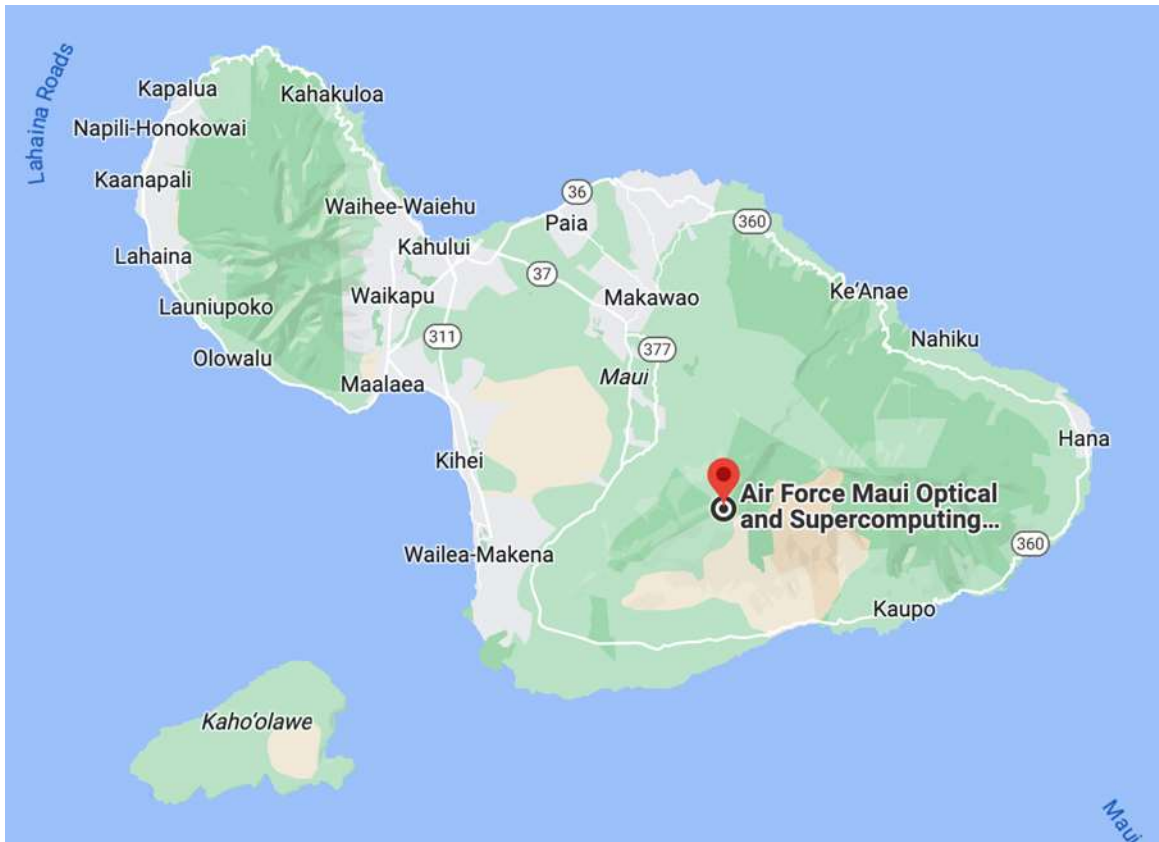 Lahaina Roads
Kapalua
Kahakuloa
Napili-Honokowai
Kaanapali
36
Waihee-Waiehu
Paia
360
Kahului
Lahaina
37
Waikapu
Makawao
Ke‘Anae
Launiupoko
311
Nahiku
377
Olowalu
Maalaea
Maui
Hana
Kihei
Air Force Maui Optical
and Supercomputing...
Wailea-Makena
360
Kaupo
Kaho‘olawe
Maui